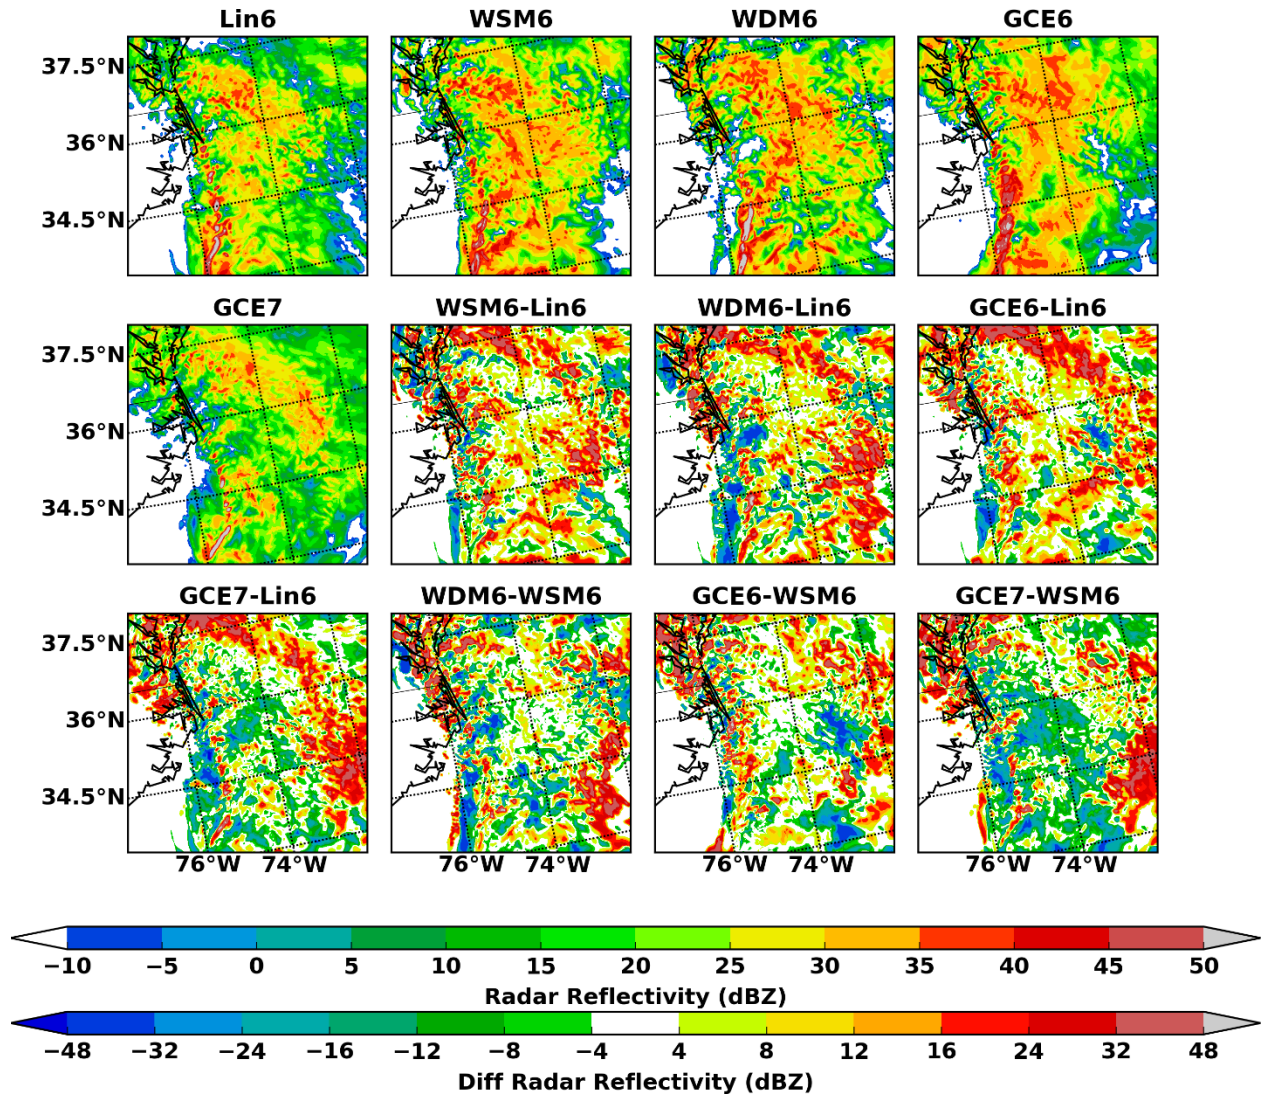 Lin6 WSM6 WDM6 GCE6
37.5°N
36°N
34.5°N
GCE7 WSM6-Lin6 WDM6-Lin6 GCE6-Lin6
37.5°N
36°N
34.5°N
GCE7-Lin6 WDM6-WSM6 GCE6-WSM6 GCE7-WSM6
37.5°N
36°N
34.5°N
76°W 74°W 76°W 74°W 76°W 74°W 76°W 74°W
−10 −5 0 5 10 15 20 25 30 35 40 45 50
Radar Reflectivity (dBZ)
−48 −32 −24 −16 −12 −8 −4 4 8 12 16 24 32 48
Diff Radar Reflectivity (dBZ)